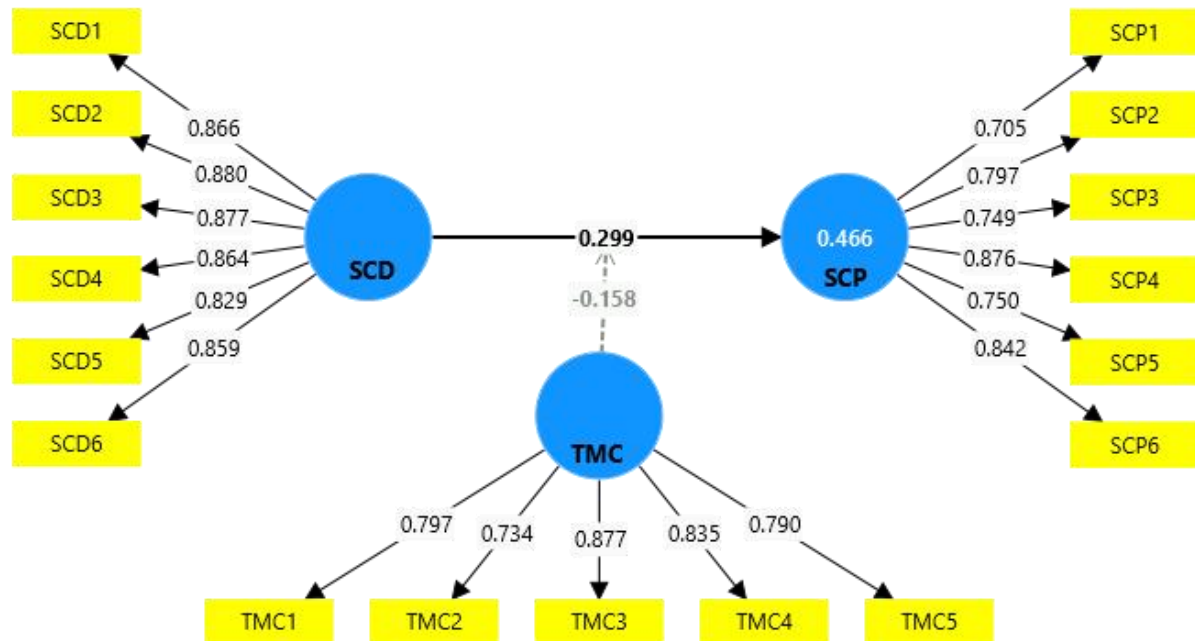 SCD1
SCD2
SCD3
SCD4
SCD5
SCD6
0.866
0.880
0.877
0.864
0.829
0.859
SCD
0.299
-0.158
0.466
SCP
0.705
0.797
0.749
0.876
0.750
0.842
SCP1
SCP2
SCP3
SCP4
SCP5
SCP6
TMC
0.797
0.734
0.877
0.835
0.790
TMC1
TMC2
TMC3
TMC4
TMC5